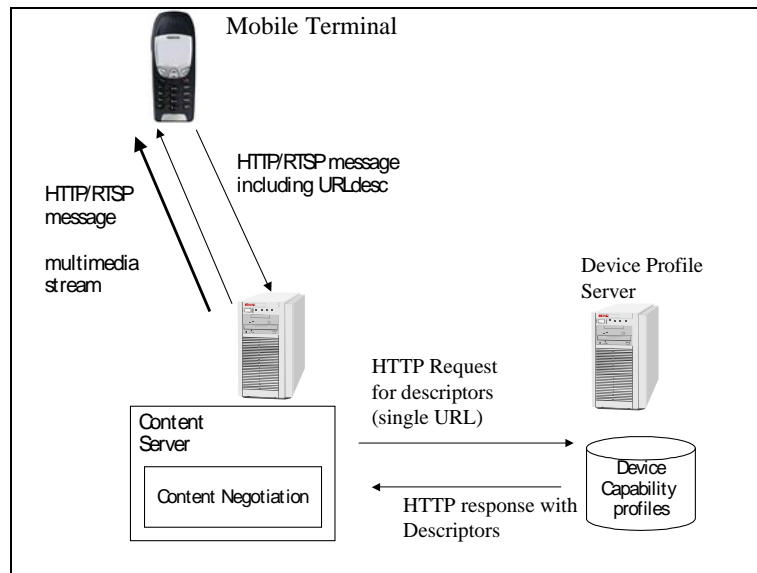 Mobile Terminal
HTTP/RTSP message
including URLdesc
HTTP/RTSP
message
multimedia
stream
Device Profile
Server
HTTP Request
for descriptors
(single URL)
Content
Server
Content Negotiation
Device
Capability
profiles
HTTP response with
Descriptors